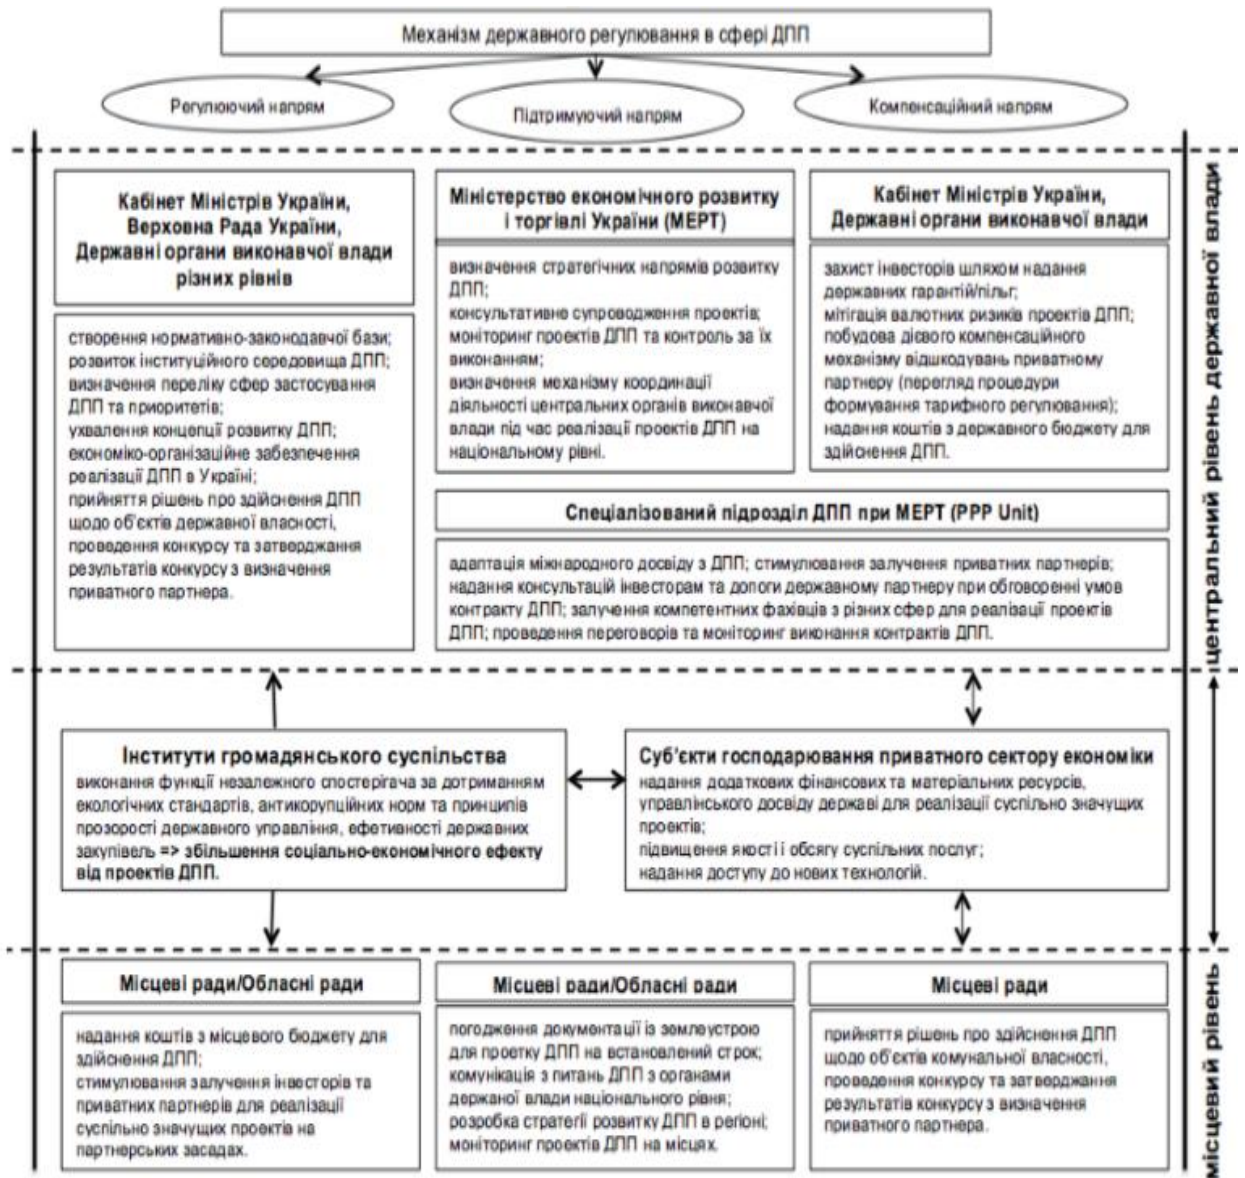 Механізм державного регулювання в сфері ДПП
Регулюючий напрям
Підтримуючий напрям
Компенсаційний напрям
Кабінет Міністрів України,
Верховна Рада України,
Державні органи виконавчої влади
різних рівнів
створення нормативно-законодавчої бази;
розвиток інституційного середовища ДПП;
визначення переліку сфер застосування
ДПП та приоритетів;
ухвалення концепції розвитку ДПП;
економіко-організаційне забезпечення
реалізації ДПП в Україні;
прийняття рішень про здійснення ДПП
щодо об'єктів державної власності,
проведення конкурсу та затверджання
результатів конкурсу з визначення
приватного партнера.
Міністерство економічного розвитку
і торгівлі України (МЕРТ)
визначення стратегічних напрямів розвитку
ДПП;
консультативне супроводження проектів;
моніторинг проектів ДПП та контроль за їх
виконанням;
визначення механізму координації
діяльності центральних органів виконавчої
влади під час реалізації проектів ДПП на
національному рівні.
Кабінет Міністрів України,
Державні органи виконавчої влади
захист інвесторів шляхом надання
державних гарантій/пільг;
мітігація валютних ризиків проектів ДПП;
побудова дієвого компенсаційного
механізму відшкодувань приватному
партнеру (перегляд процедури
формування тарифного регулювання);
надання коштів з державного бюджету для
здійснення ДПП.
Спеціалізований підрозділ ДПП при МЕРТ (PPP Unit)
адаптація міжнародного досвіду з ДПП; стимулювання залучення приватних партнерів;
надання консультацій інвесторам та допоги державному партнеру при обговоренні умов
контракту ДПП; залучення компетентних фахівців з різних сфер для реалізації проектів
ДПП; проведення переговорів та моніторинг виконання контрактів ДПП.
центральний рівень державної влади
Інститути громадянського суспільства
виконання функції незалежного спостерігача за дотриманням
екологічних стандартів, антикорупційних норм та принципів
прозорості державного управління, ефетивності державних
закупівель => збільшення соціально-економічного ефекту
від проектів ДПП.
Суб'єкти господарювання приватного сектору економіки
надання додаткових фінансових та матеріальних ресурсів,
управлінського досвіду державі для реалізації суспільно значущих
проектів;
підвищення якості і обсягу суспільних послуг;
надання доступу до нових технологій.
Місцеві ради/Обласні ради
надання коштів з місцевого бюджету для
здійснення ДПП;
стимулювання залучення інвесторів та
приватних партнерів для реалізації
суспільно значущих проектів на
партнерських засадах.
Місцеві ради/Обласні ради
погодження документації із землеустрою
для проетку ДПП на встановлений строк;
комунікація з питань ДПП з органами
держаної влади національного рівня;
розробка стратегії розвитку ДПП в регіоні;
моніторинг проектів ДПП на місцях.
Місцеві ради
прийняття рішень про здійснення ДПП
щодо об'єктів комунальної власності,
проведення конкурсу та затверджання
результатів конкурсу з визначення
приватного партнера.
місцевий рівень